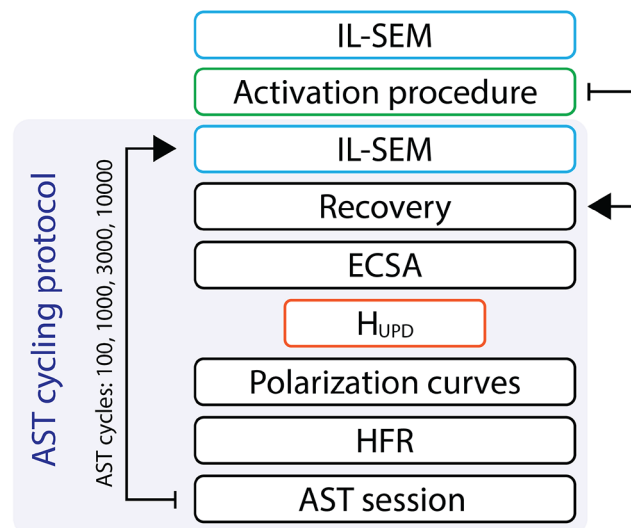 IL-SEM
Activation procedure
IL-SEM
Recovery
ECSA
HUPD
Polarization curves
HFR
AST session
AST cycling protocol
AST cycles: 100, 1000, 3000, 10000